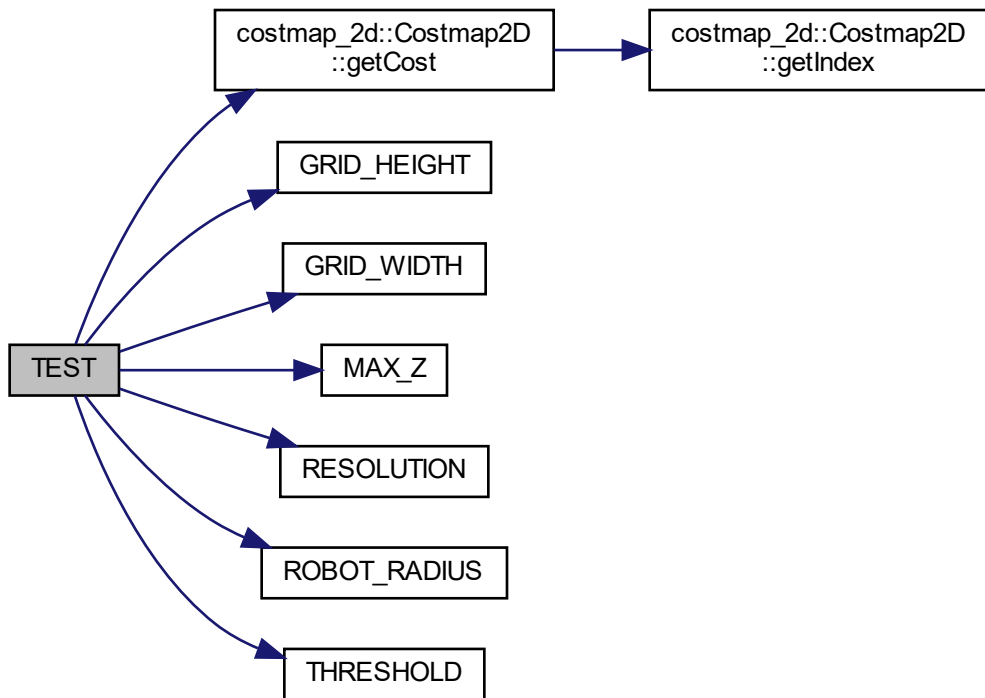 costmap_2d::Costmap2D
::getCost
costmap_2d::Costmap2D
::getIndex
GRID_HEIGHT
GRID_WIDTH
TEST
MAX_Z
RESOLUTION
ROBOT_RADIUS
THRESHOLD